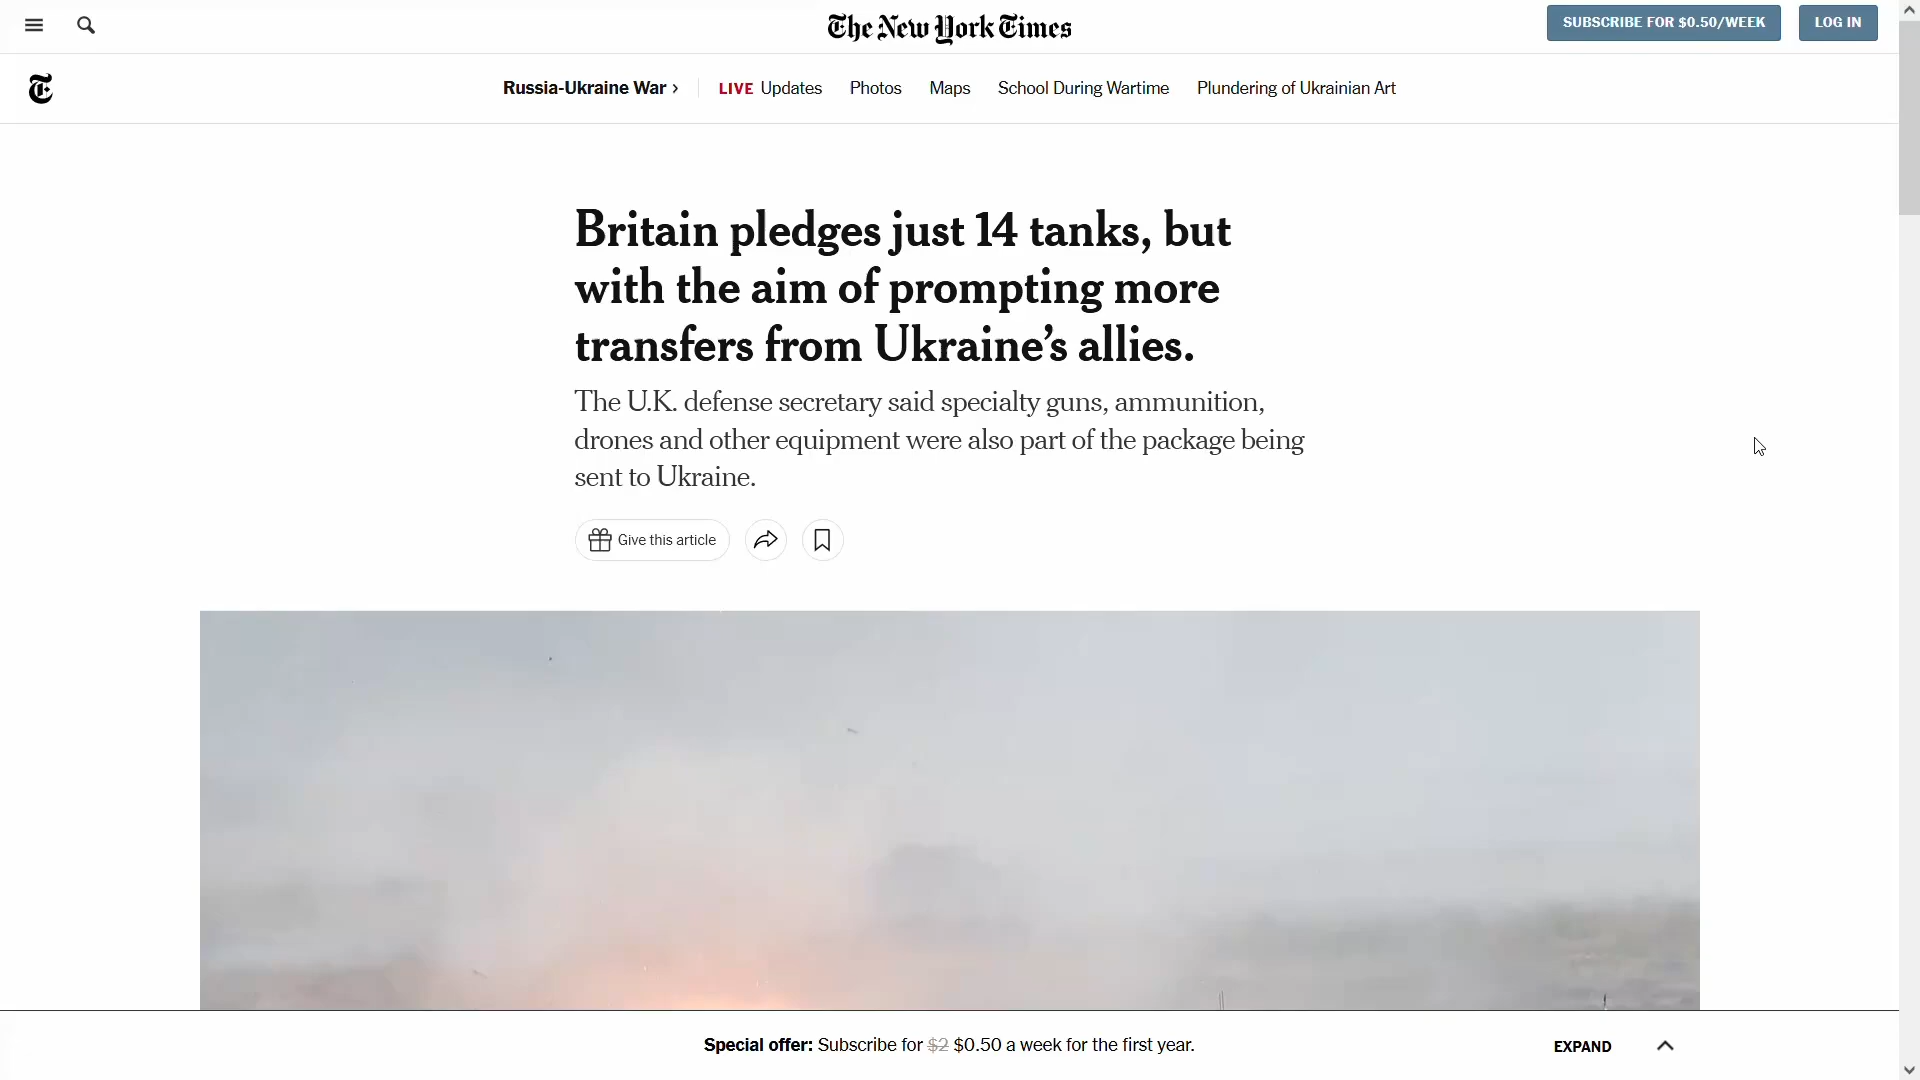 The New York Times
SUBSCRIBE FOR $0.50/WEEK
LOG IN
Russia-Ukraine War ›
LIVE Updates
Photos
Maps
School During Wartime
Plundering of Ukrainian Art
Britain pledges just 14 tanks, but
with the aim of prompting more
transfers from Ukraine’s allies.
The U.K. defense secretary said specialty guns, ammunition,
drones and other equipment were also part of the package being
sent to Ukraine.
Give this article
Special offer: Subscribe for $2 $0.50 a week for the first year.
EXPAND